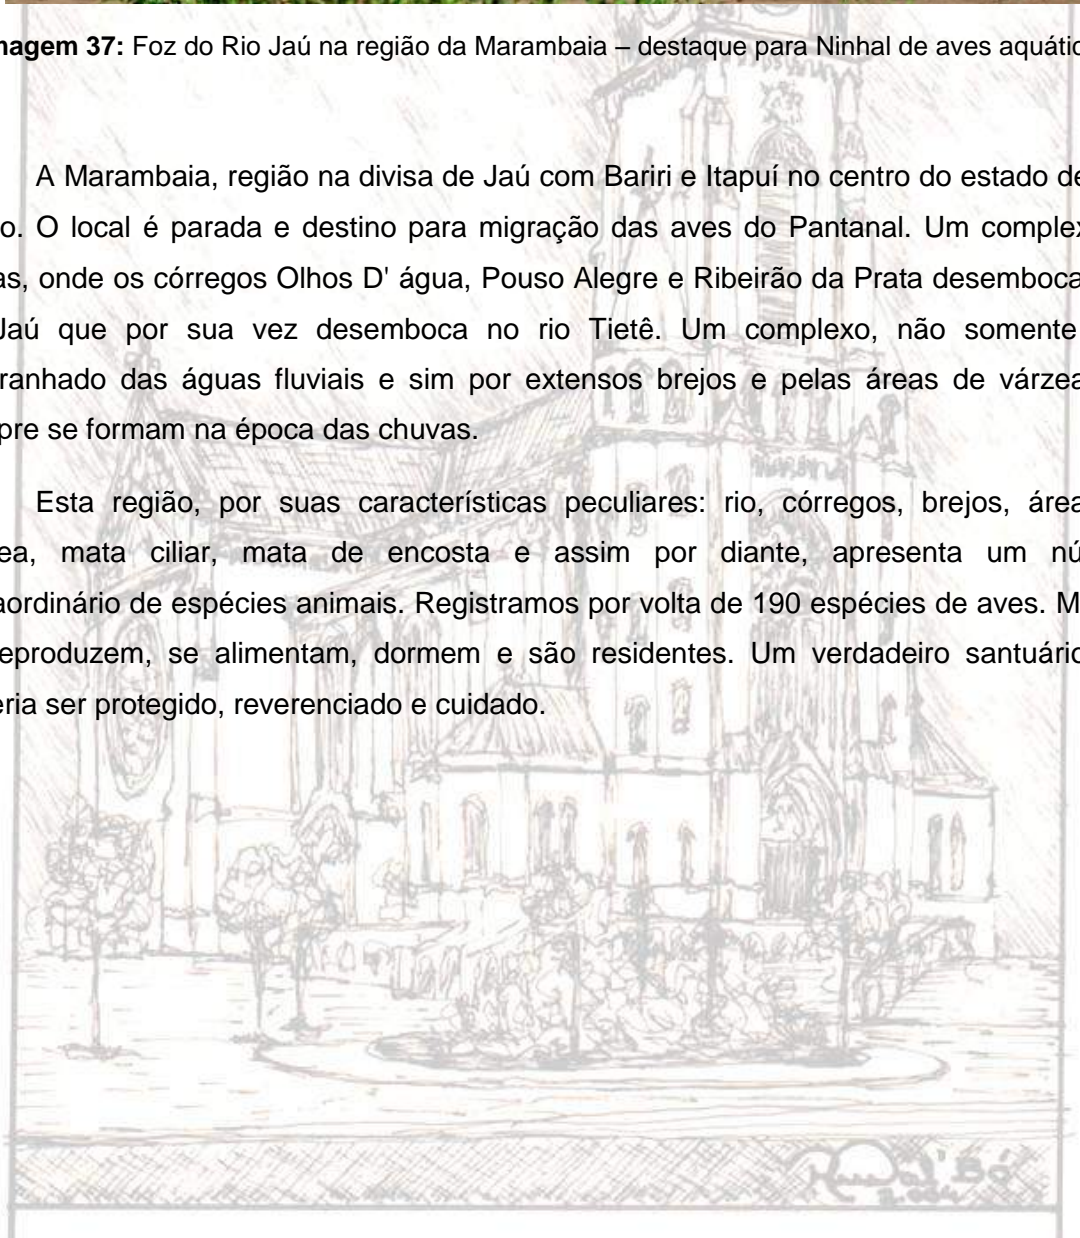 nagem 37: Foz do Rio Jaú na região da Marambaia – destaque para Ninhal de aves aquátic
A Marambaia, região na divisa de Jaú com Bariri e Itapuí no centro do estado de
o. O local é parada e destino para migração das aves do Pantanal. Um complex
as, onde os córregos Olhos D' água, Pouso Alegre e Ribeirão da Prata desemboca
Jaú que por sua vez desemboca no rio Tietê. Um complexo, não somente
ranhado das águas fluviais e sim por extensos brejos e pelas áreas de várzea
pre se formam na época das chuvas.
Esta região, por suas características peculiares: rio, córregos, brejos, área
ea, mata ciliar, mata de encosta e assim por diante, apresenta um nú
aordinário de espécies animais. Registramos por volta de 190 espécies de aves. M
eproduzem, se alimentam, dormem e são residentes. Um verdadeiro santuário
eria ser protegido, reverenciado e cuidado.